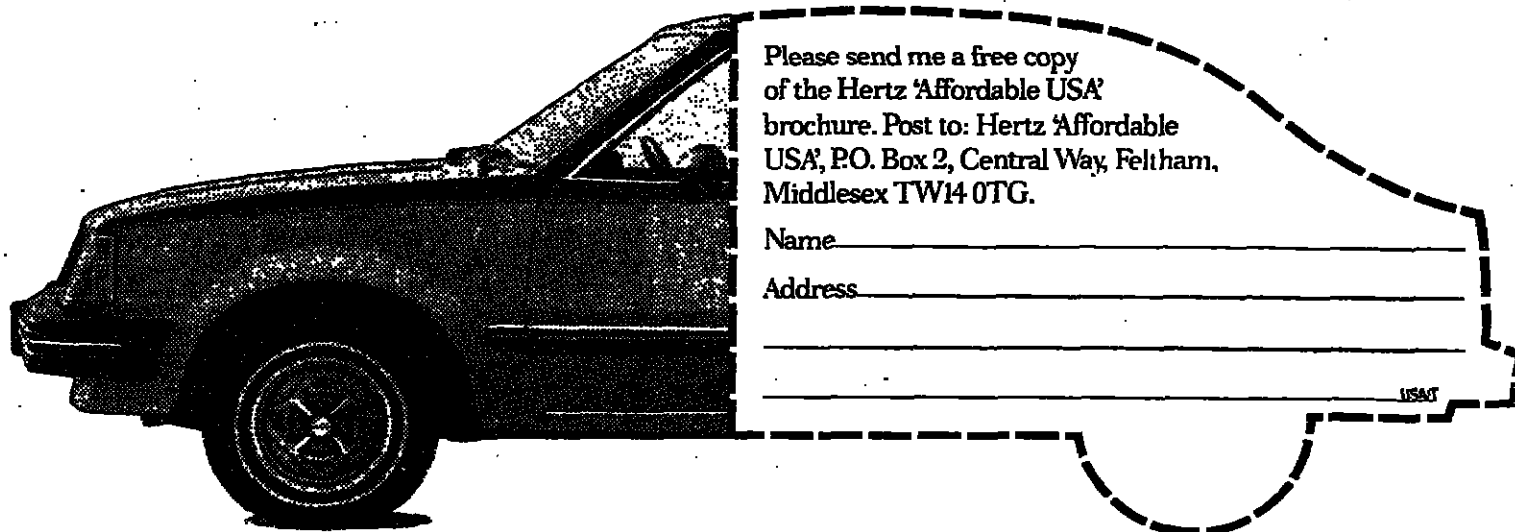 Please send me a free copy
of the Hertz ‘Affordable USA’
brochure. Post to: Hertz ‘Affordable
USA’, P.O. Box 2, Central Way, Feltham,
Middlesex TW14 0TG.
Name
Address
USA/T